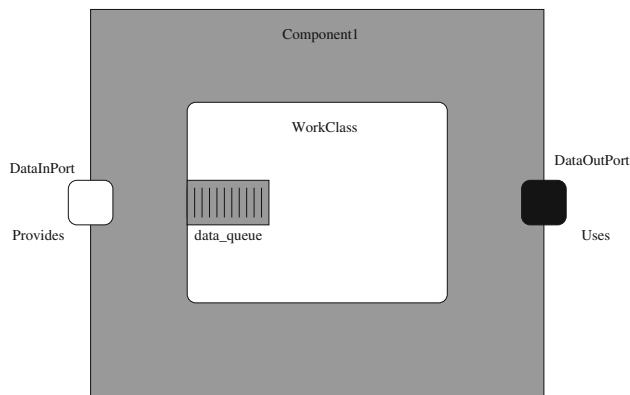 Component1
WorkClass
DataInPort
DataOutPort
Provides
data_queue
Uses